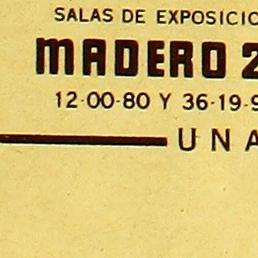 SALAS DE EXPOSICIO
MADERO 2
12-00-80 Y 36-19-9
UNA